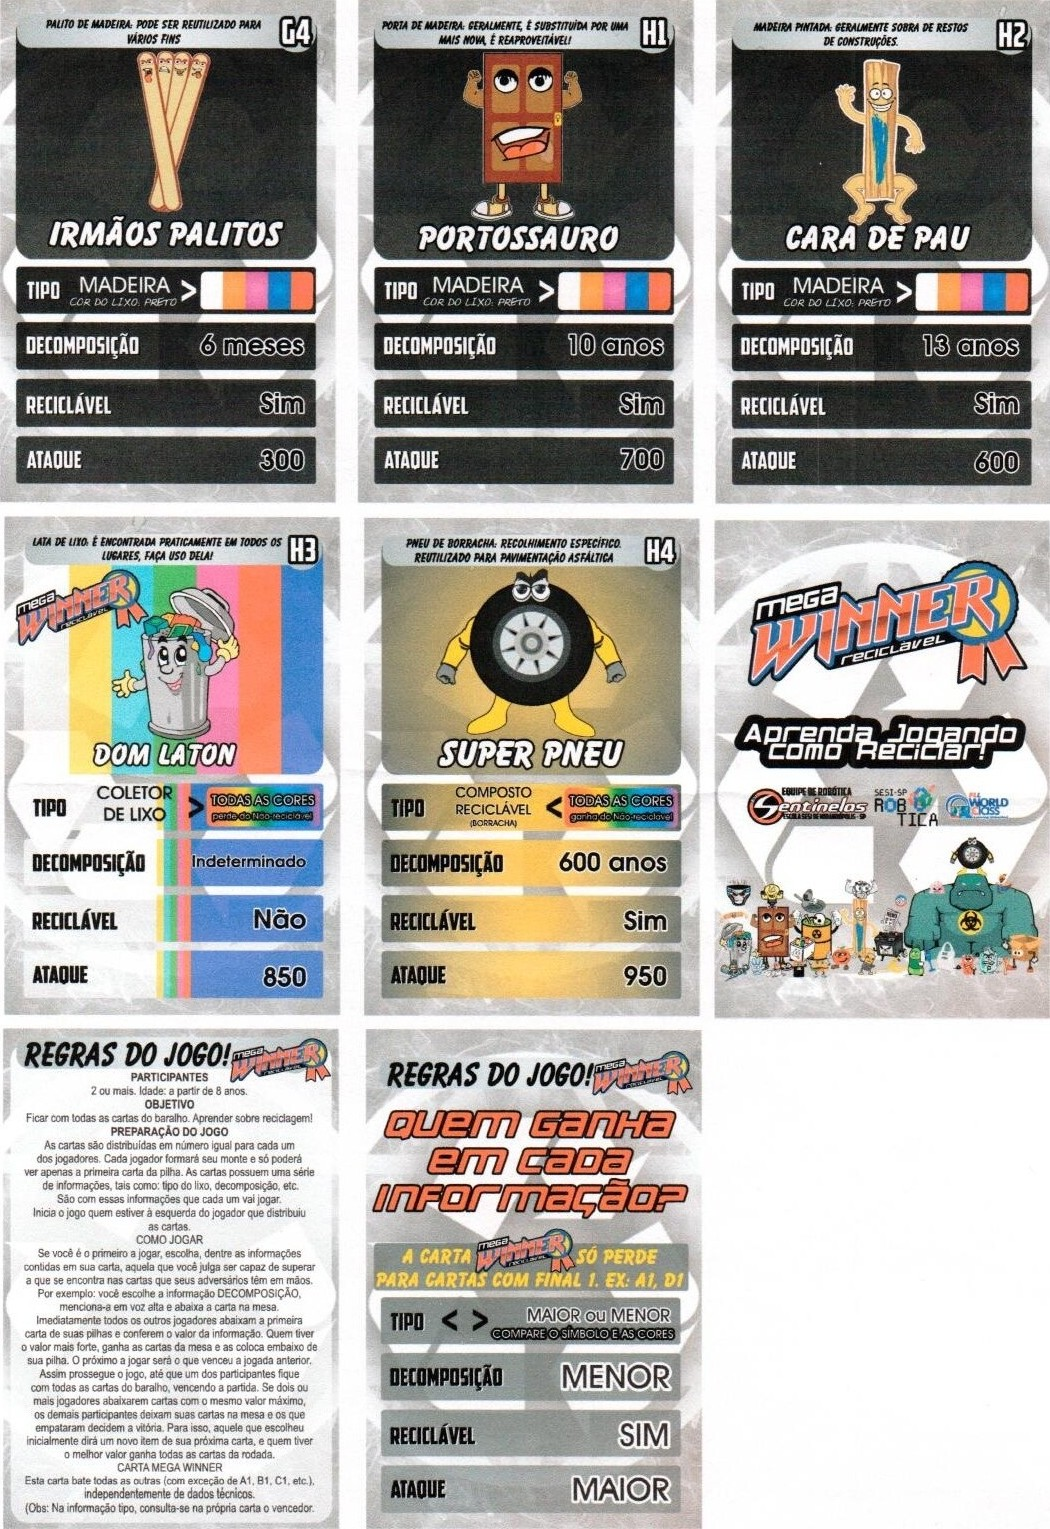 PALITO DE MADEIRA: PODE SER REUTILIZADO PARA
VÁRIOS FINS
G4
IRMÃOS PALITOS
TIPO MADEIRA >
COR DO LIXO: PRETO
DECOMPOSIÇÃO 6 meses
RECICLÁVEL Sim
ATAQUE 300
PORTA DE MADEIRA: GERALMENTE, É SUBSTITUÍDA POR UMA
MAIS NOVA, É REAPROVEITÁVEL!
H1
PORTOSSAURO
TIPO MADEIRA >
COR DO LIXO: PRETO
DECOMPOSIÇÃO 10 anos
RECICLÁVEL Sim
ATAQUE 700
MADEIRA PINTADA: GERALMENTE SOBRA DE RESTOS
DE CONSTRUÇÕES.
H2
CARA DE PAU
TIPO MADEIRA >
COR DO LIXO: PRETO
DECOMPOSIÇÃO 13 anos
RECICLÁVEL Sim
ATAQUE 600
LATA DE LIXO: É ENCONTRADA PRATICAMENTE EM TODOS OS
LUGARES, FAÇA USO DELA!
H3
MEGA
WINNER
RECICLÁVEL
DOM LATON
TIPO COLETOR DE LIXO > TODAS AS CORES
perde do Não-reciclável
DECOMPOSIÇÃO Indeterminado
RECICLÁVEL Não
ATAQUE 850
PNEU DE BORRACHA: RECOLHIMENTO ESPECÍFICO.
REUTILIZADO PARA PAVIMENTAÇÃO ASFÁLTICA
H4
SUPER PNEU
TIPO COMPOSTO RECICLÁVEL (BORRACHA) < TODAS AS CORES
ganha do Não-reciclável
DECOMPOSIÇÃO 600 anos
RECICLÁVEL Sim
ATAQUE 950
MEGA
WINNER
RECICLÁVEL
Aprenda Jogando
como Reciclar!
EQUIPE DE ROBÓTICA
Sentinelas
SESI-SP
ROBÓTICA
FLL
WORLD
Class
REGRAS DO JOGO! MEGA WINNER RECICLÁVEL
PARTICIPANTES
2 ou mais. Idade: a partir de 8 anos.
OBJETIVO
Ficar com todas as cartas do baralho. Aprender sobre reciclagem!
PREPARAÇÃO DO JOGO
As cartas são distribuídas em número igual para cada um
dos jogadores. Cada jogador formará seu monte e só poderá
ver apenas a primeira carta da pilha. As cartas possuem uma série
de informações, tais como: tipo do lixo, decomposição, etc.
São com essas informações que cada um vai jogar.
Inicia o jogo quem estiver à esquerda do jogador que distribuiu
as cartas.
COMO JOGAR
Se você é o primeiro a jogar, escolha, dentre as informações
contidas em sua carta, aquela que você julga ser capaz de superar
a que se encontra nas cartas que seus adversários têm em mãos.
Por exemplo: você escolhe a informação DECOMPOSIÇÃO,
menciona-a em voz alta e abaixa a carta na mesa.
Imediatamente todos os outros jogadores abaixam a primeira
carta de suas pilhas e conferem o valor da informação. Quem tiver
o valor mais forte, ganha as cartas da mesa e as coloca embaixo de
sua pilha. O próximo a jogar será o que venceu a jogada anterior.
Assim prossegue o jogo, até que um dos participantes fique
com todas as cartas do baralho, vencendo a partida. Se dois ou
mais jogadores abaixarem cartas com o mesmo valor máximo,
os demais participantes deixam suas cartas na mesa e os que
empataram decidem a vitória. Para isso, aquele que escolheu
inicialmente dirá um novo item de sua próxima carta, e quem tiver
o melhor valor ganha todas as cartas da rodada.
CARTA MEGA WINNER
Esta carta bate todas as outras (com exceção de A1, B1, C1, etc.),
independentemente de dados técnicos.
(Obs: Na informação tipo, consulta-se na própria carta o vencedor.
REGRAS DO JOGO! MEGA WINNER RECICLÁVEL
QUEM GANHA
EM CADA
INFORMAÇÃO?
A CARTA MEGA WINNER RECICLÁVEL SÓ PERDE
PARA CARTAS COM FINAL 1. EX: A1, D1
TIPO < > MAIOR OU MENOR
COMPARE O SÍMBOLO E AS CORES
DECOMPOSIÇÃO MENOR
RECICLÁVEL SIM
ATAQUE MAIOR